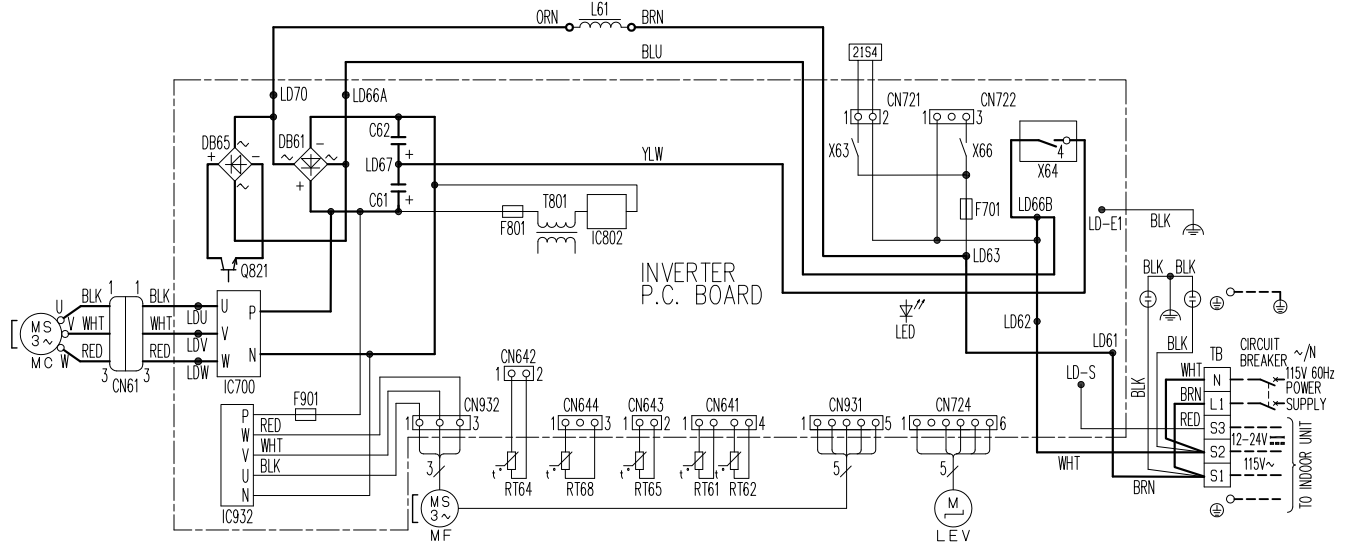 ORN L61 BRN
BLU
21S4
LD70 LD66A
CN721 CN722
1 2 1 3
DB65 ~ + - ~
DB61 - ~ ~ +
C62 +
LD67
C61 +
YLW
X63 X66
4
X64
T801
F801 IC802
F701
LD66B
LD-E1 BLK
Q821
LD63
INVERTER
P.C. BOARD
LED
BLK BLK
U BLK 1 1 BLK LDU U P
MS
3~
V WHT WHT LDV V
MC W RED 3 3 RED LDW W N
CN61 IC700
LD62
LD61
BLK
BLK
TB
CIRCUIT
BREAKER ~/N
WHT N 115V 60Hz
POWER
BRN L1 SUPPLY
RED S3
12-24V
S2
115V~
S1
TO INDOOR UNIT
LD-S
CN642
1 2
F901
P
W RED
V WHT
U BLK
N
IC932
CN932
1 3
CN644
1 3
CN643
1 2
CN641
1 4
CN931
1 5
CN724
1 6
WHT
BRN
3
t° RT64
t° RT68
t° RT65
t° RT61
t° RT62
5
5
MS
3~
MF
M
LEV